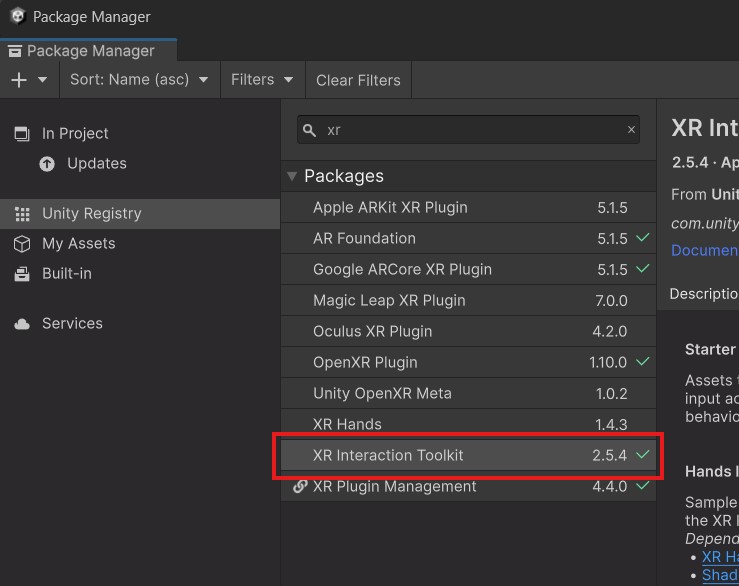 Package Manager
Package Manager
Sort: Name (asc)
Filters
Clear Filters
In Project
Updates
Unity Registry
My Assets
Built-in
Services
xr
Packages
Apple ARKit XR Plugin 5.1.5
AR Foundation 5.1.5
Google ARCore XR Plugin 5.1.5
Magic Leap XR Plugin 7.0.0
Oculus XR Plugin 4.2.0
OpenXR Plugin 1.10.0
Unity OpenXR Meta 1.0.2
XR Hands 1.4.3
XR Interaction Toolkit 2.5.4
XR Plugin Management 4.4.0
XR Int
2.5.4 · Ap
From Unit
com.unity
Documen
Descriptio
Starter
Assets t
input ac
behavio
Hands I
Sample
the XR I
Depend
• XR Ha
• Shad